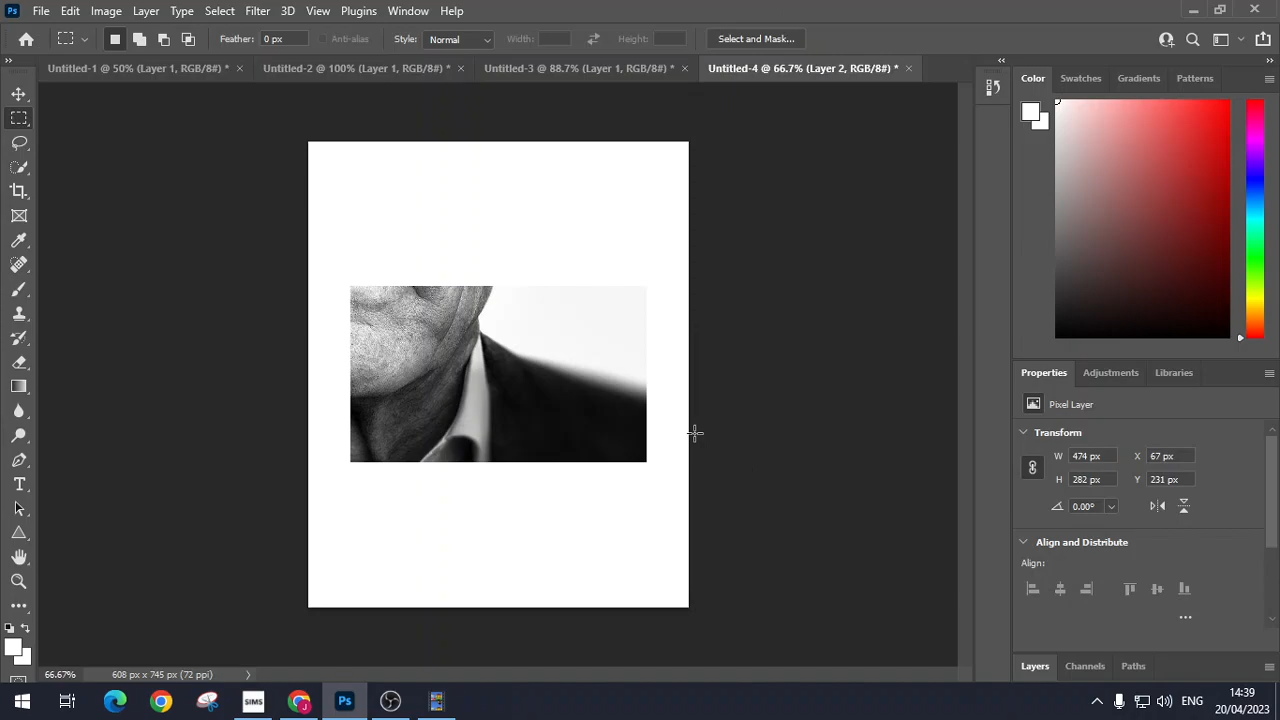 Ps File Edit Image Layer Type Select Filter 3D View Plugins Window Help
Feather: 0 px Anti-alias Style: Normal Width: Height: Select and Mask...
Untitled-1 @ 50% (Layer 1, RGB/8#) * × Untitled-2 @ 100% (Layer 1, RGB/8#) * × Untitled-3 @ 88.7% (Layer 1, RGB/8#) * × Untitled-4 @ 66.7% (Layer 2, RGB/8#) * ×
Color Swatches Gradients Patterns
Properties Adjustments Libraries
Pixel Layer
Transform
W 474 px X 67 px
H 282 px Y 231 px
0.00°
Align and Distribute
Align:
T
Layers Channels Paths
66.67% 608 px x 745 px (72 ppi)
SIMS J Ps ENG
14:39
20/04/2023